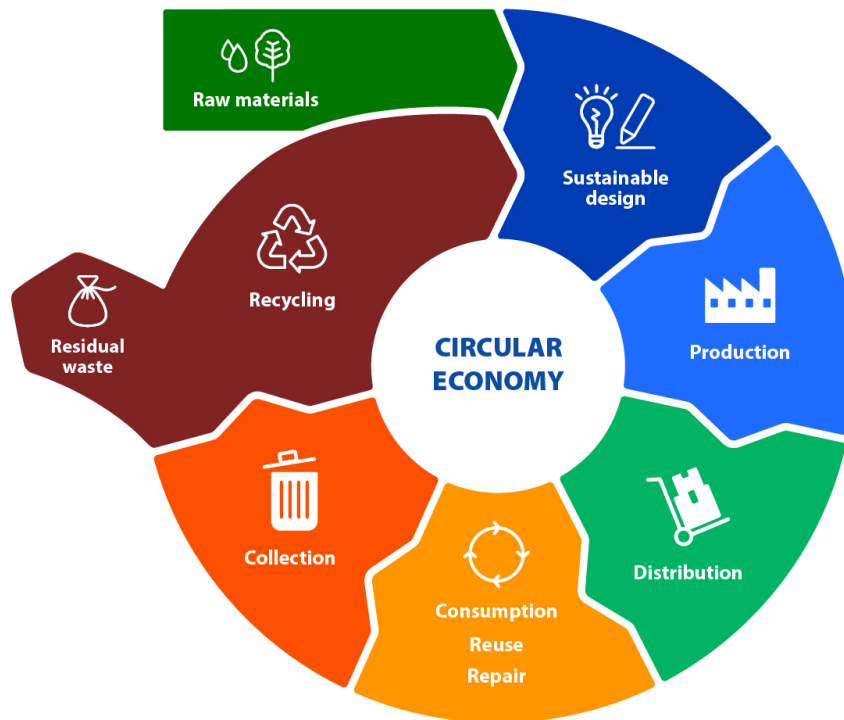 Raw materials
Sustainable
design
Production
Distribution
Consumption
Reuse
Repair
Collection
Recycling
Residual
waste
CIRCULAR
ECONOMY